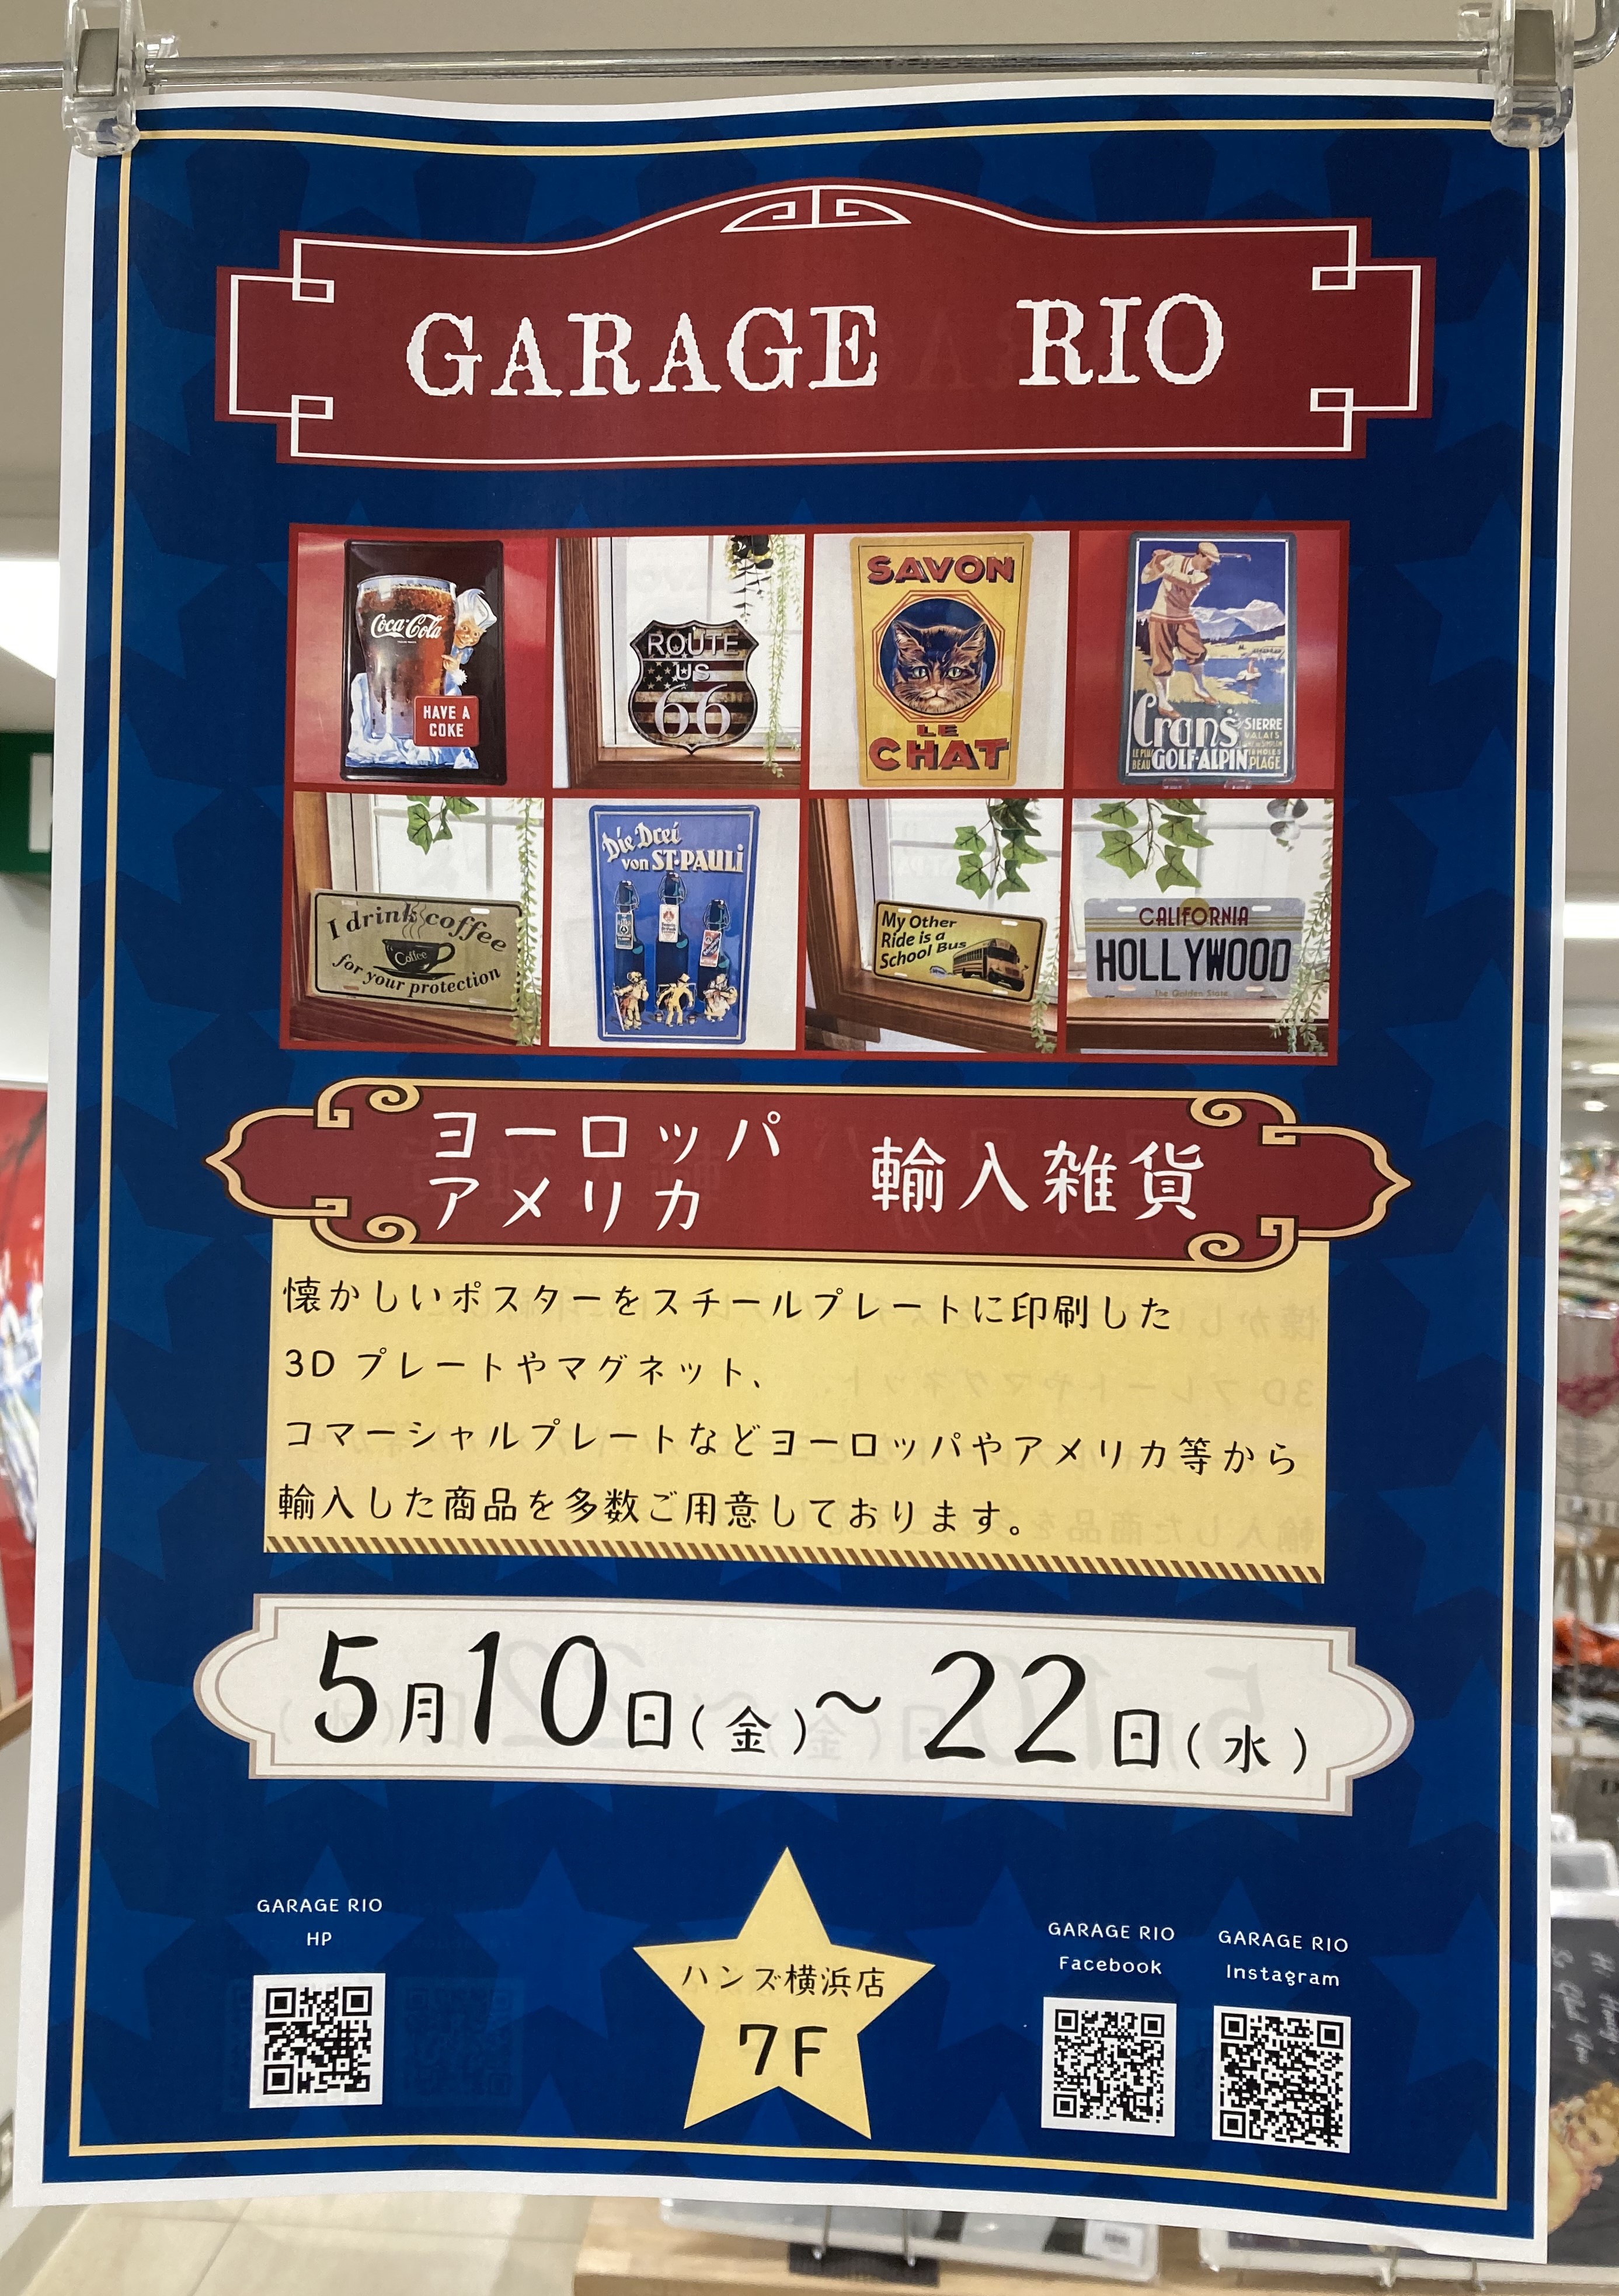 GARAGE RIO
Coca-Cola
HAVE A
COKE
ROUTE
US
66
SAVON
LE
CHAT
Crans
SIERRE
VALAIS
LE PLUS
BEAU
GOLF-ALPIN
PLAGE
I drink coffee
Coffee
for your protection
Die Drei
von ST·PAULi
My Other
Ride is a
School Bus
CALIFORNIA
HOLLYWOOD
The Golden State
ヨーロッパ
アメリカ
輸入雑貨
懐かしいポスターをスチールプレートに印刷した
3D プレートやマグネット、
コマーシャルプレートなどヨーロッパやアメリカ等から
輸入した商品を多数ご用意しております。
5月10日(金)～22日(水)
GARAGE RIO
HP
ハンズ横浜店
7F
GARAGE RIO
Facebook
GARAGE RIO
Instagram